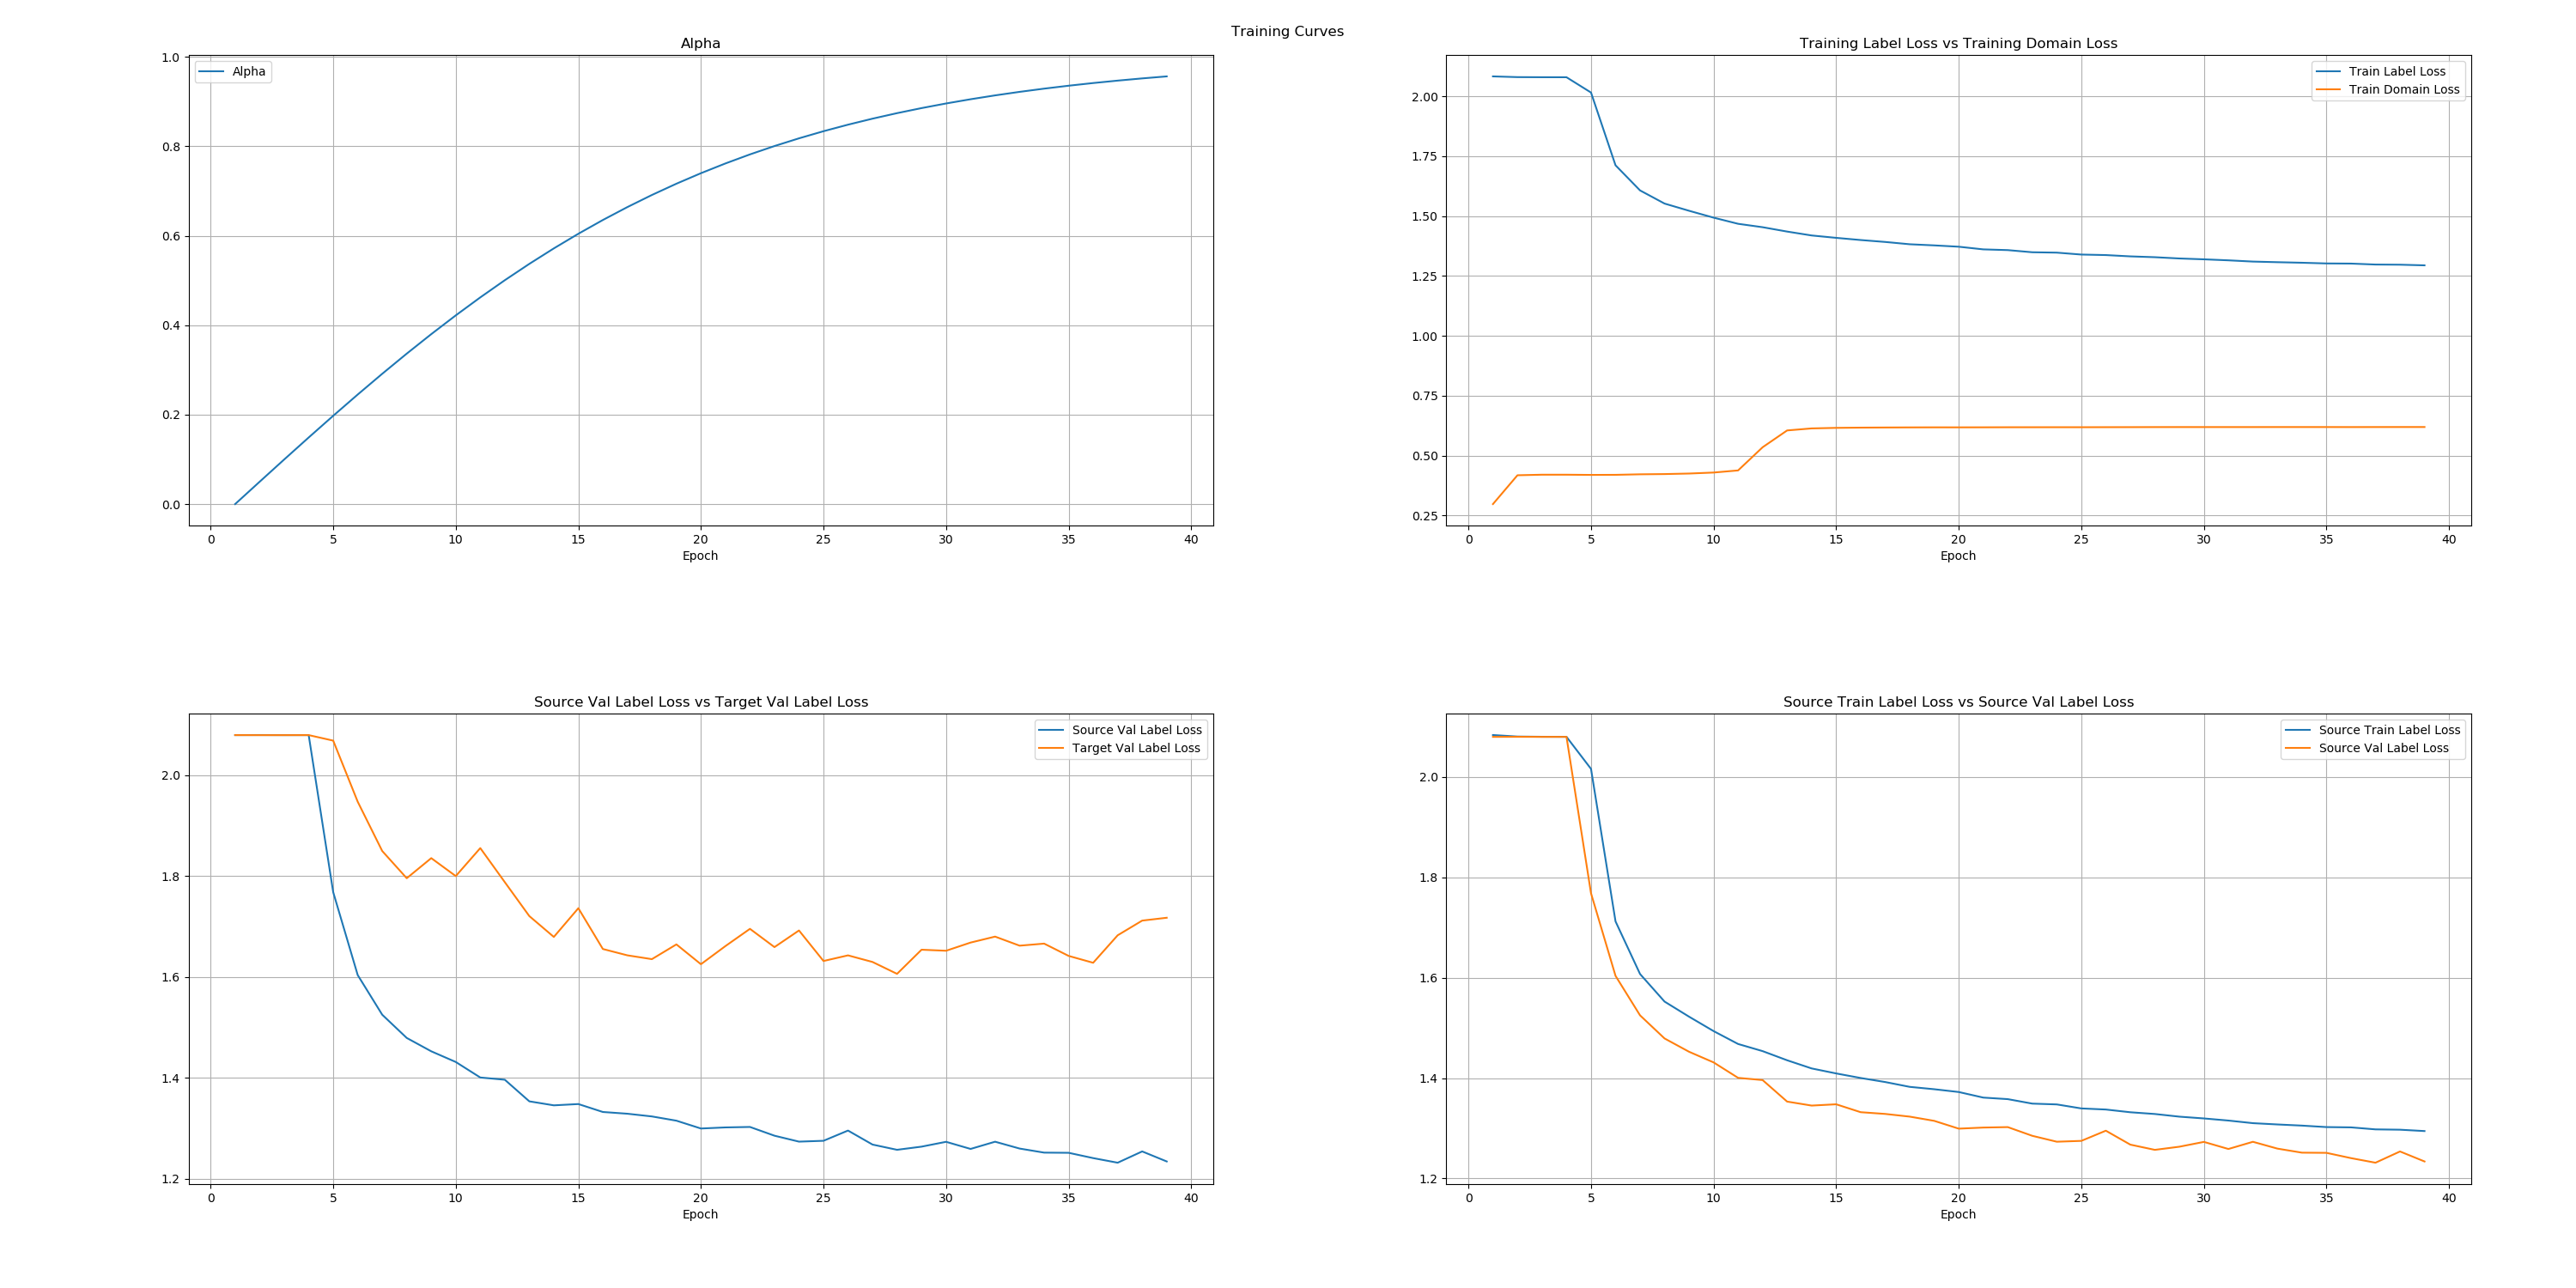 Training Curves
Alpha
Alpha
1.0
0.8
0.6
0.4
0.2
0.0
0 5 10 15 20 25 30 35 40
Epoch
Training Label Loss vs Training Domain Loss
Train Label Loss
Train Domain Loss
2.00
1.75
1.50
1.25
1.00
0.75
0.50
0.25
0 5 10 15 20 25 30 35 40
Epoch
Source Val Label Loss vs Target Val Label Loss
Source Val Label Loss
Target Val Label Loss
2.0
1.8
1.6
1.4
1.2
0 5 10 15 20 25 30 35 40
Epoch
Source Train Label Loss vs Source Val Label Loss
Source Train Label Loss
Source Val Label Loss
2.0
1.8
1.6
1.4
1.2
0 5 10 15 20 25 30 35 40
Epoch